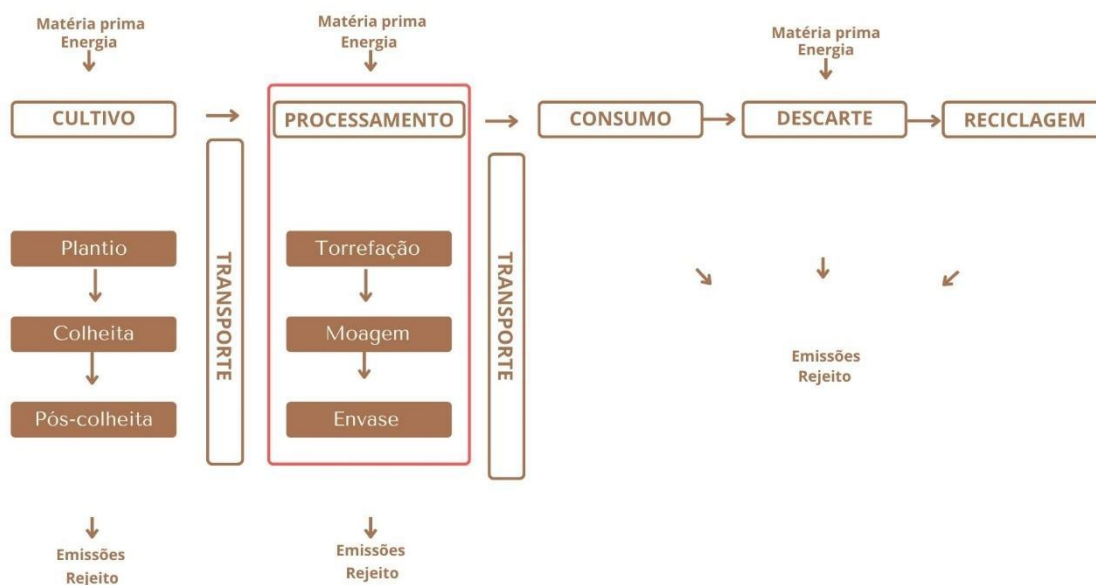 Matéria prima
Energia
Matéria prima
Energia
Matéria prima
Energia
CULTIVO
PROCESSAMENTO
CONSUMO
DESCARTE
RECICLAGEM
Plantio
Colheita
Pós-colheita
TRANSPORTE
Torrefação
Moagem
Envase
TRANSPORTE
Emissões
Rejeito
Emissões
Rejeito
Emissões
Rejeito